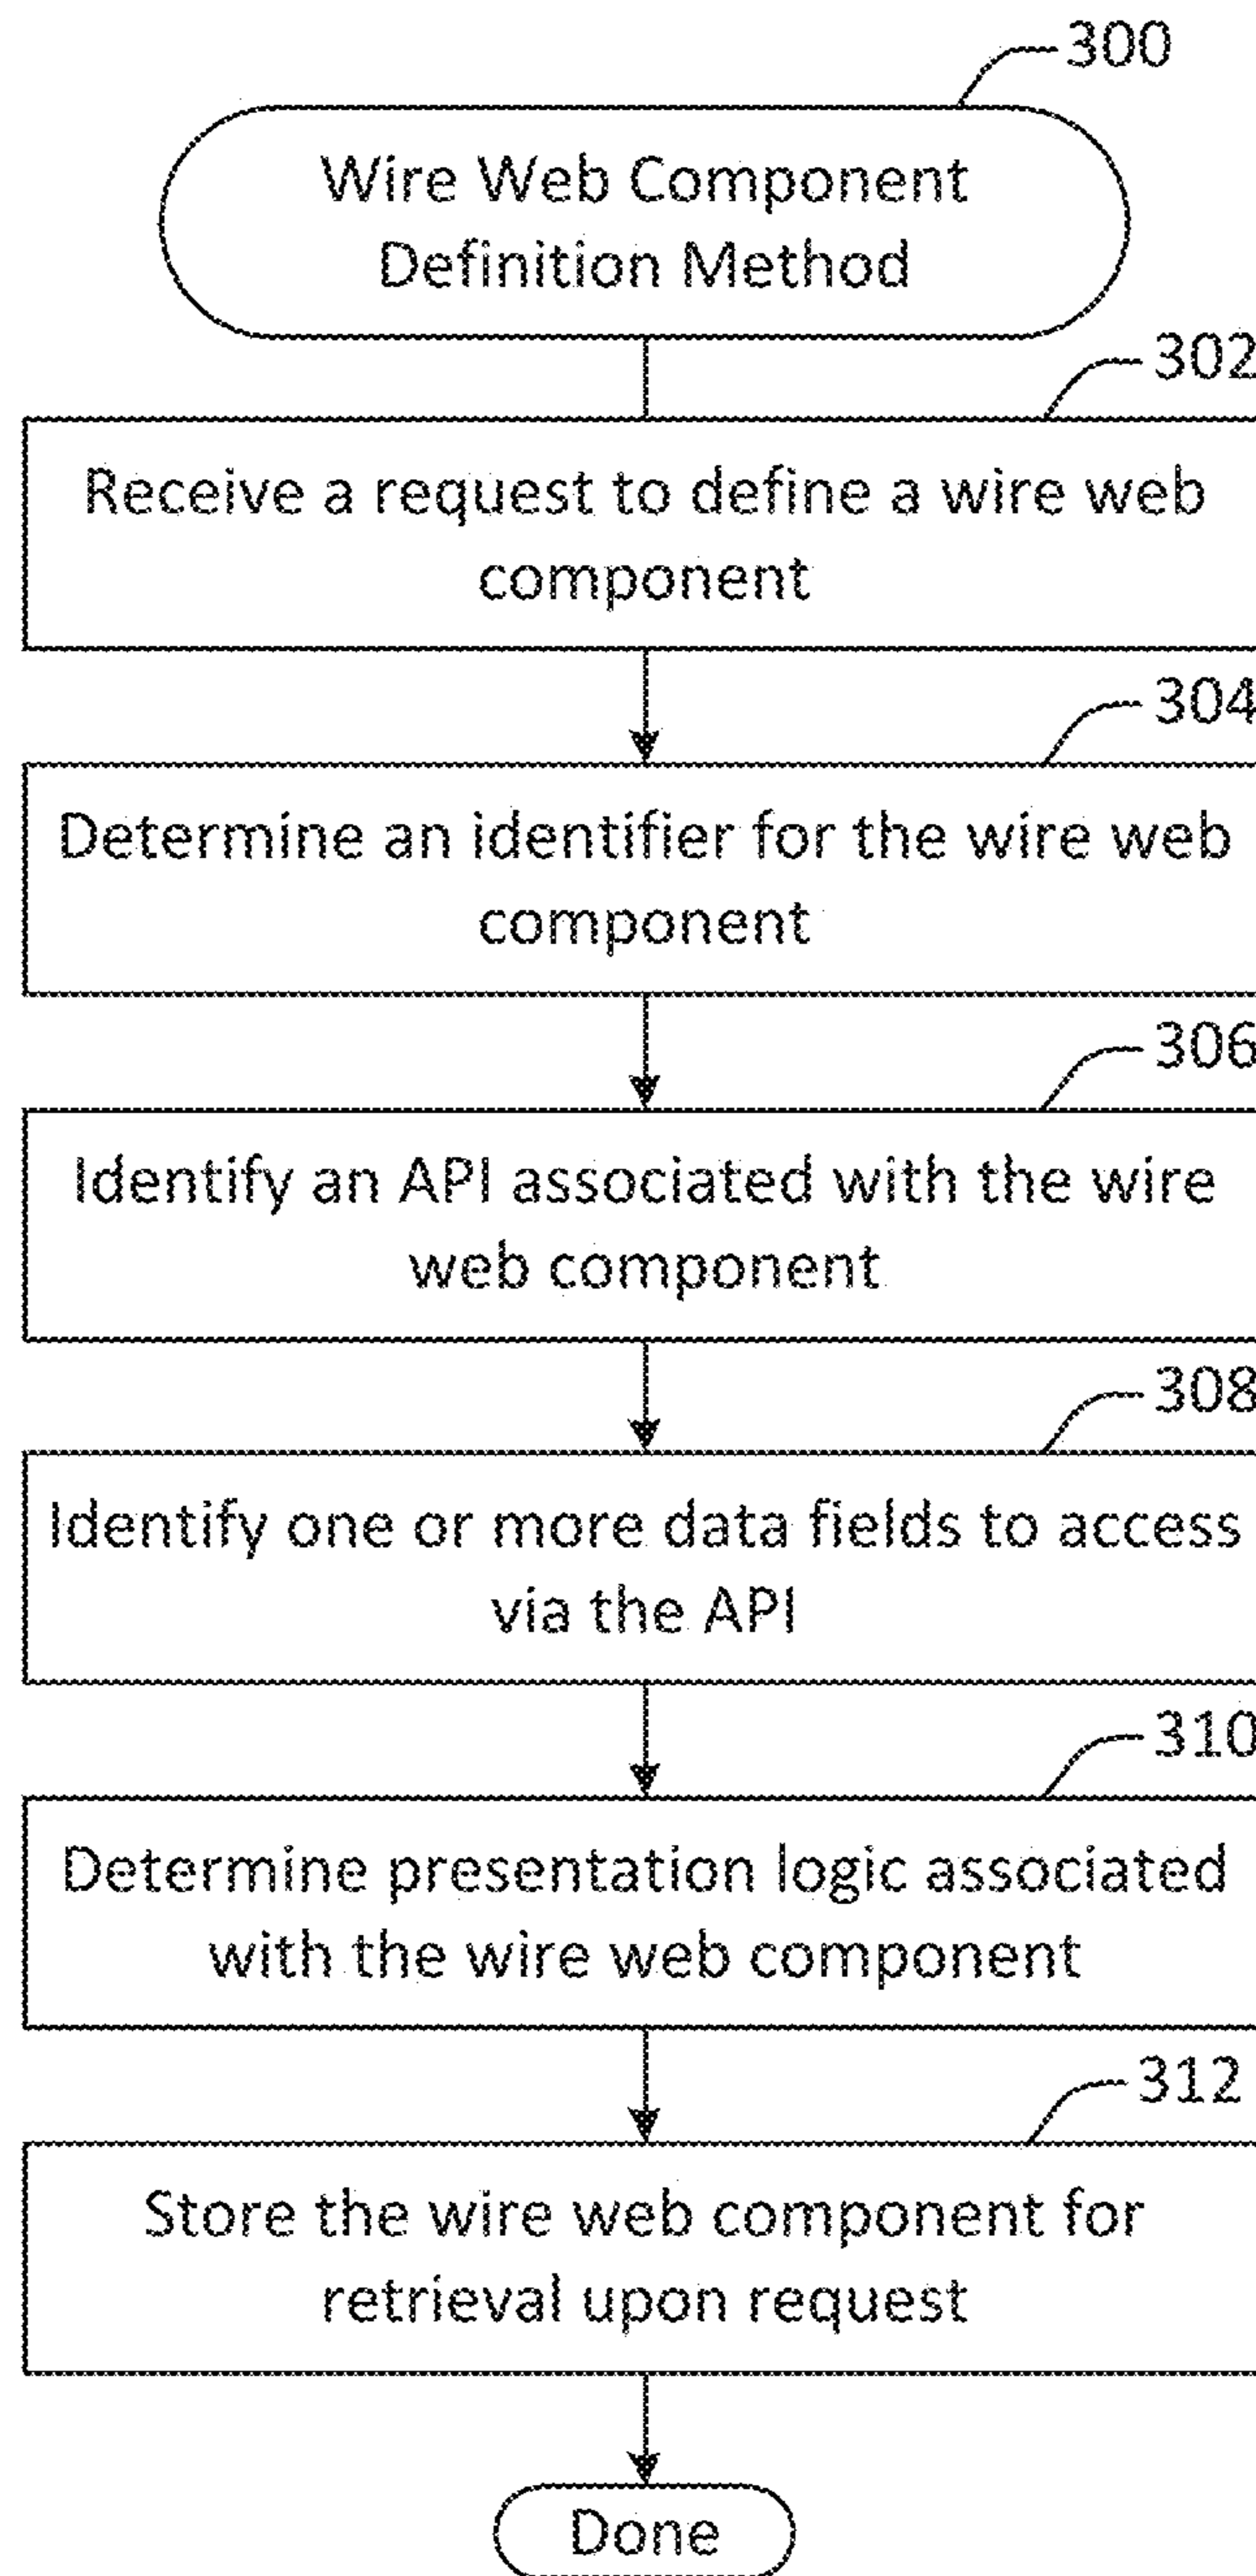 300
Wire Web Component
Definition Method
302
Receive a request to define a wire web
component
304
Determine an identifier for the wire web
component
306
Identify an API associated with the wire
web component
308
Identify one or more data fields to access
via the API
310
Determine presentation logic associated
with the wire web component
312
Store the wire web component for
retrieval upon request
Done